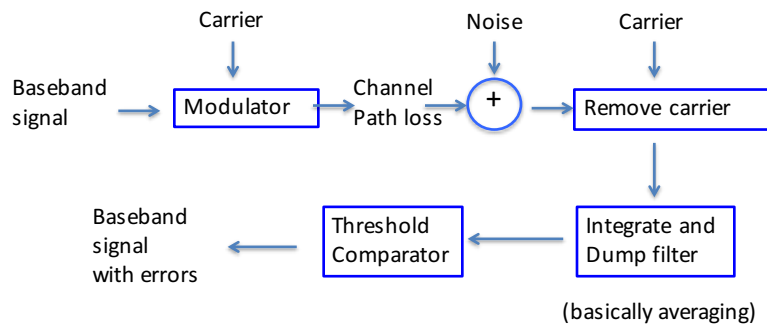 Carrier
Noise
Carrier
Baseband
signal
Modulator
Channel
Path loss
+
Remove carrier
Baseband
signal
with errors
Threshold
Comparator
Integrate and
Dump filter
(basically averaging)